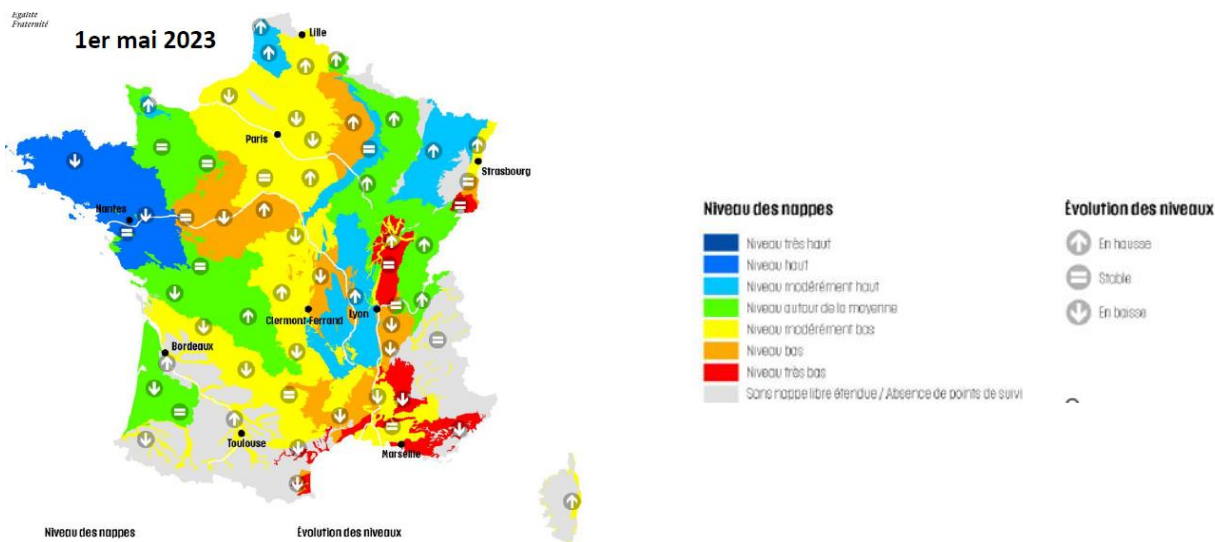 Égalité
Fraternité
1er mai 2023
Lille
Paris
Strasbourg
Nantes
Clermont-Ferrand
Lyon
Bordeaux
Toulouse
Marseille
Niveau des nappes
Évolution des niveaux
Niveau des nappes
Niveau très haut
Niveau haut
Niveau modérément haut
Niveau autour de la moyenne
Niveau modérément bas
Niveau bas
Niveau très bas
Sans nappe libre étendue / Absence de points de suivi
Évolution des niveaux
En hausse
Stable
En baisse